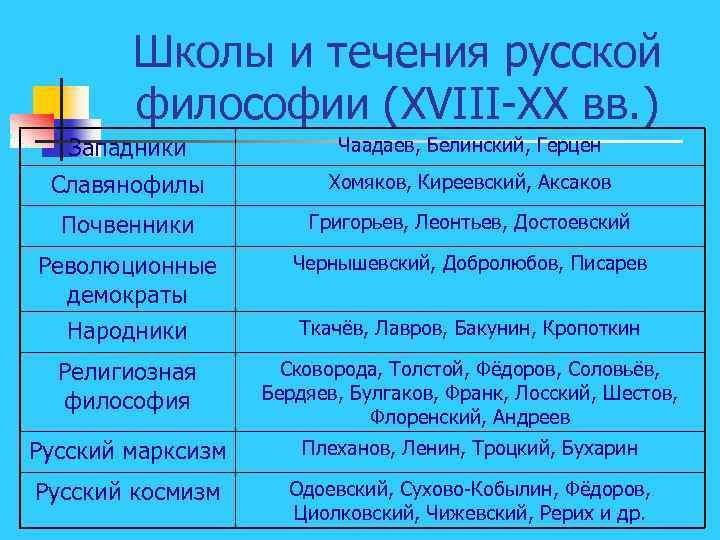 Школы и течения русской
философии (XVIII-XX вв. )
Западники
Чаадаев, Белинский, Герцен
Славянофилы
Хомяков, Киреевский, Аксаков
Почвенники
Григорьев, Леонтьев, Достоевский
Революционные
демократы
Чернышевский, Добролюбов, Писарев
Народники
Ткачёв, Лавров, Бакунин, Кропоткин
Религиозная
философия
Сковорода, Толстой, Фёдоров, Соловьёв,
Бердяев, Булгаков, Франк, Лосский, Шестов,
Флоренский, Андреев
Русский марксизм
Плеханов, Ленин, Троцкий, Бухарин
Русский космизм
Одоевский, Сухово-Кобылин, Фёдоров,
Циолковский, Чижевский, Рерих и др.